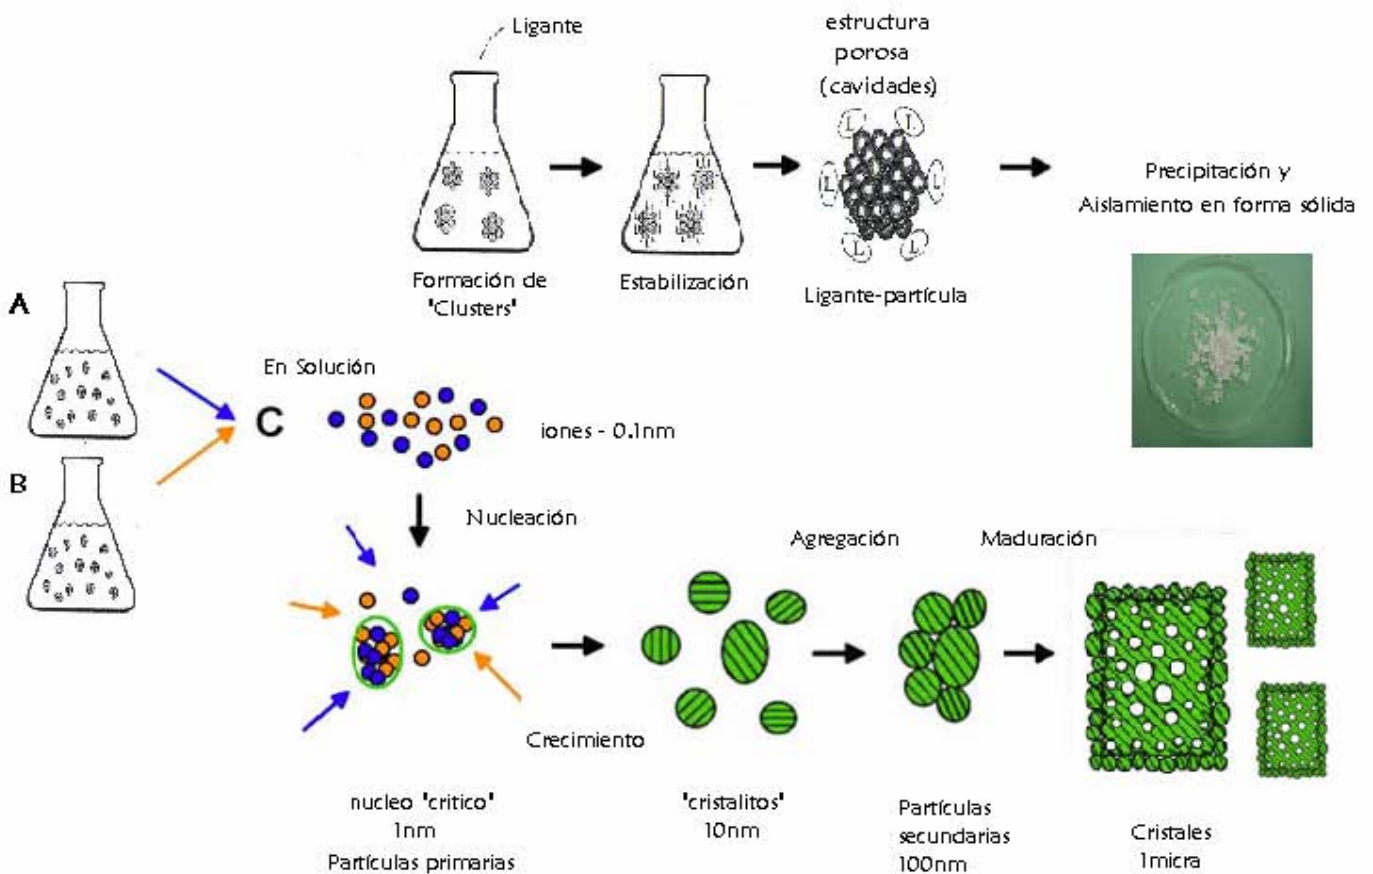 Ligante
estructura
porosa
(cavidades)
L
L
L
L
L
L
Precipitación y
Aislamiento en forma sólida
Formación de
"Clusters"
Estabilización
Ligante-partícula
A
En Solución
C
iones - 0.1nm
B
Nucleación
Agregación
Maduración
Crecimiento
nucleo "critico"
1nm
Partículas primarias
"cristalitos"
10nm
Partículas
secundarias
100nm
Cristales
1micra